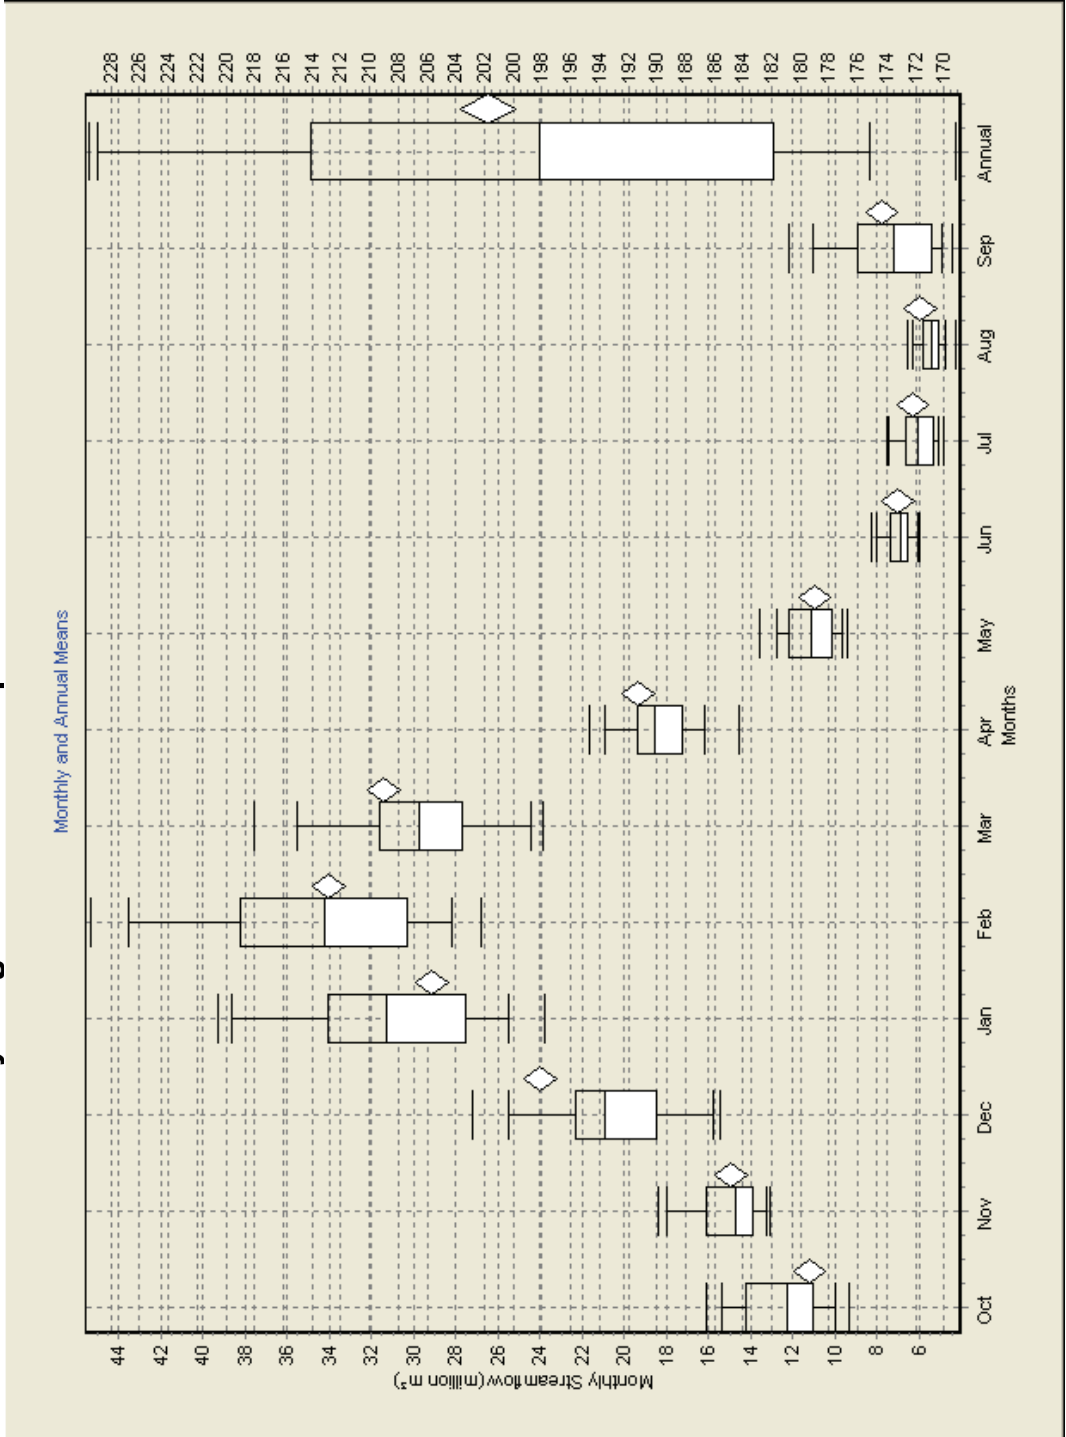 Monthly and Annual Means
228 226 224 222 220 218 216 214 212 210 208 206 204 202 200 198 196 194 192 190 188 186 184 182 180 178 176 174 172 170
44 42 40 38 36 34 32 30 28 26 24 22 20 18 16 14 12 10 8 6
Monthly Streamflow (million m³)
Oct Nov Dec Jan Feb Mar Apr May Jun Jul Aug Sep Annual
Months